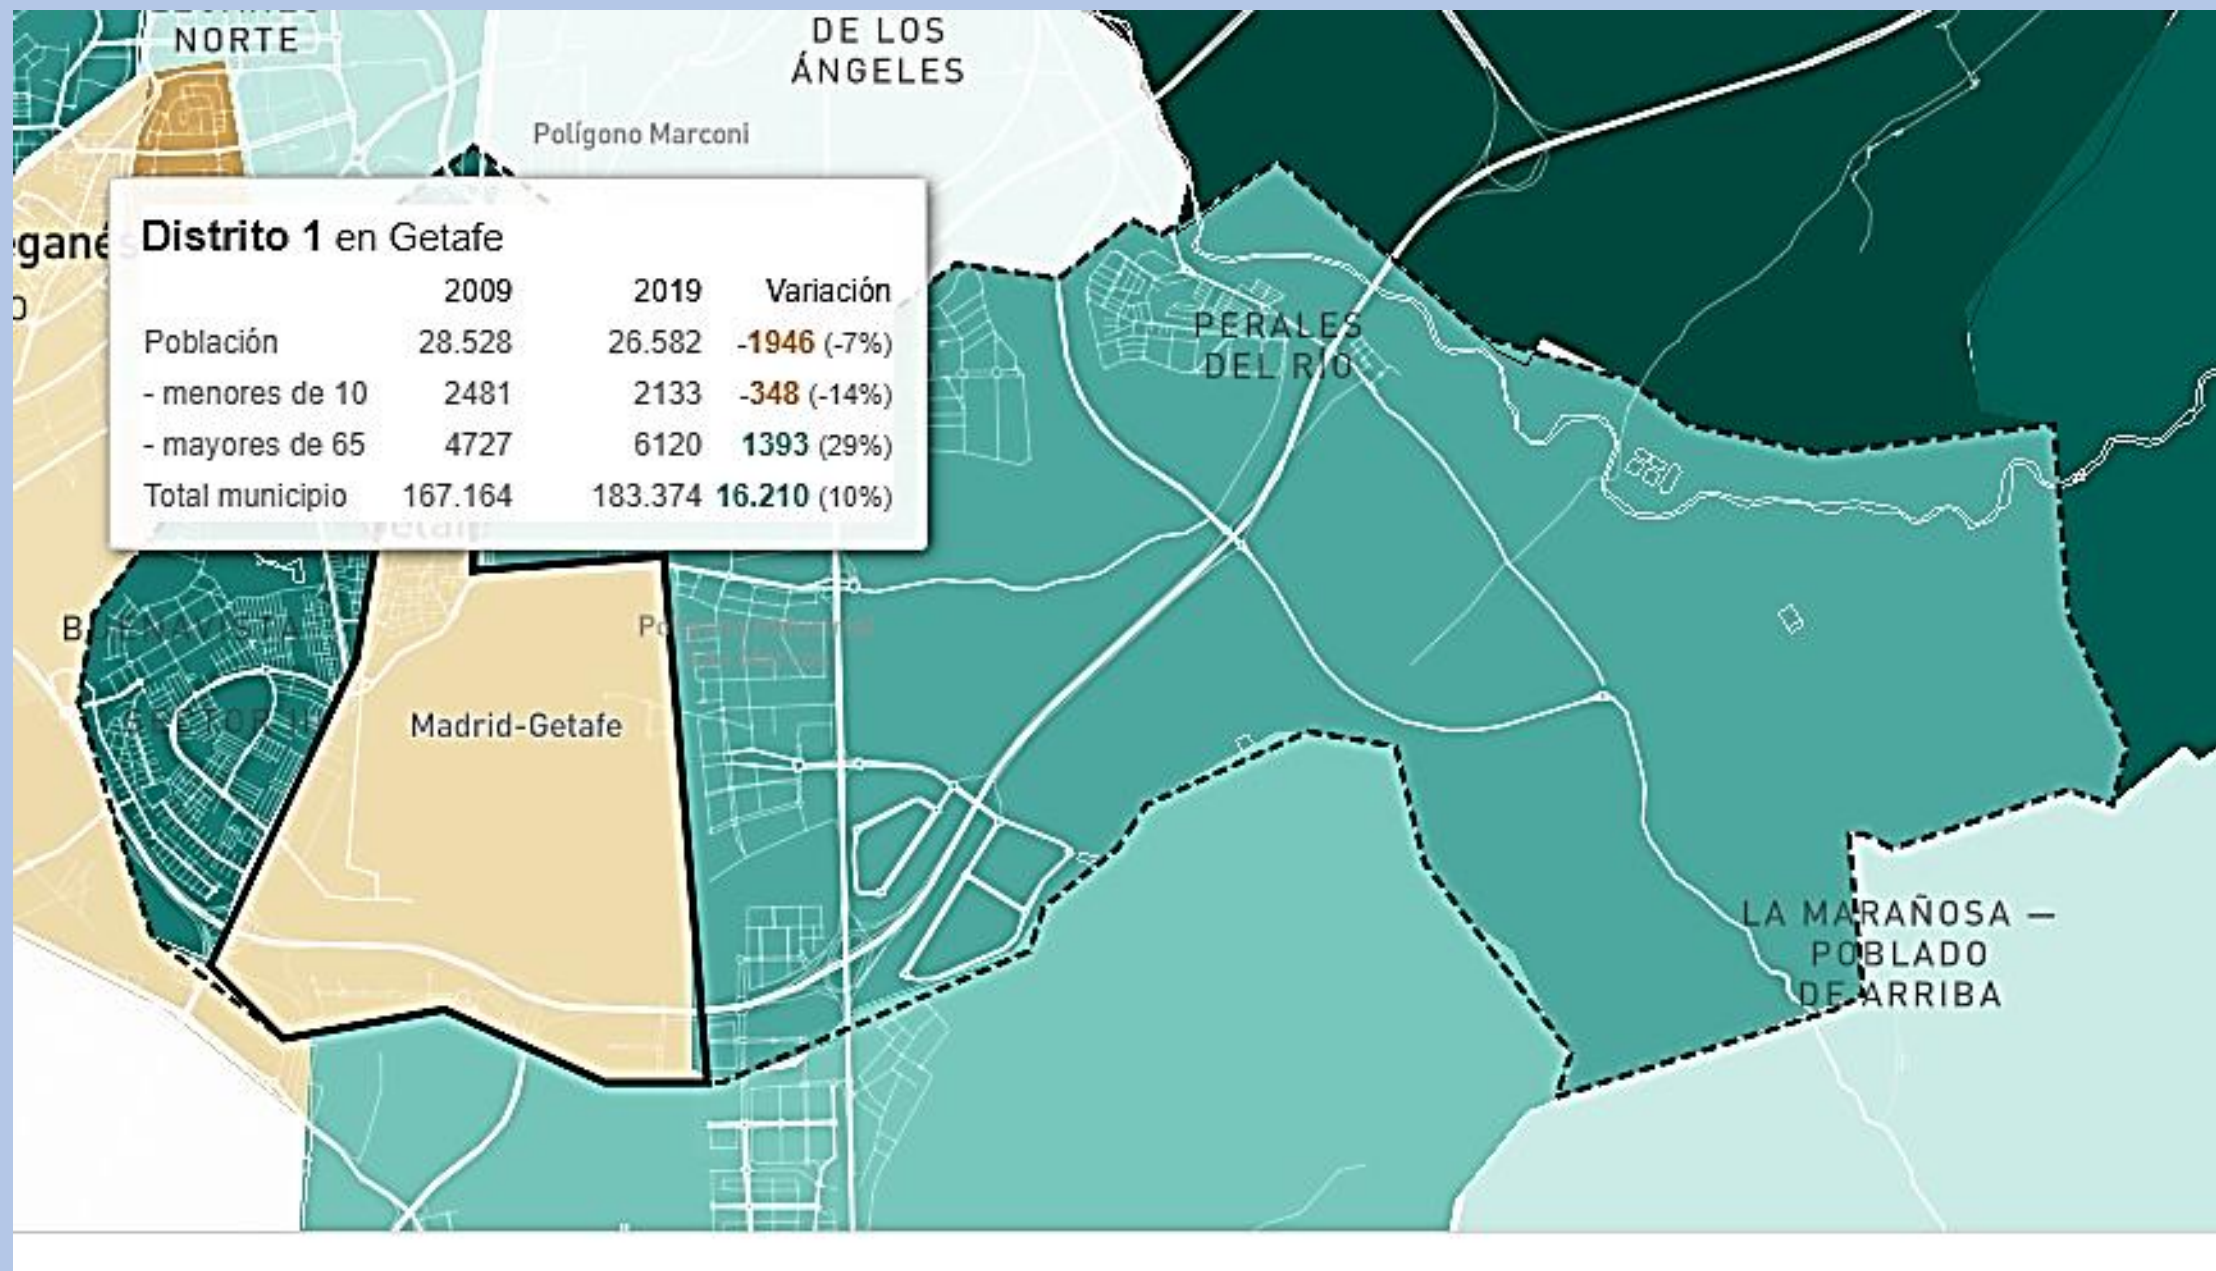 NORTE
DE LOS
ÁNGELES
Polígono Marconi
Distrito 1 en Getafe
2009 2019 Variación
Población 28.528 26.582 -1946 (-7%)
- menores de 10 2481 2133 -348 (-14%)
- mayores de 65 4727 6120 1393 (29%)
Total municipio 167.164 183.374 16.210 (10%)
PERALES
DEL RÍO
BUENAVISTA
Madrid-Getafe
LA MARAÑOSA —
POBLADO
DE ARRIBA